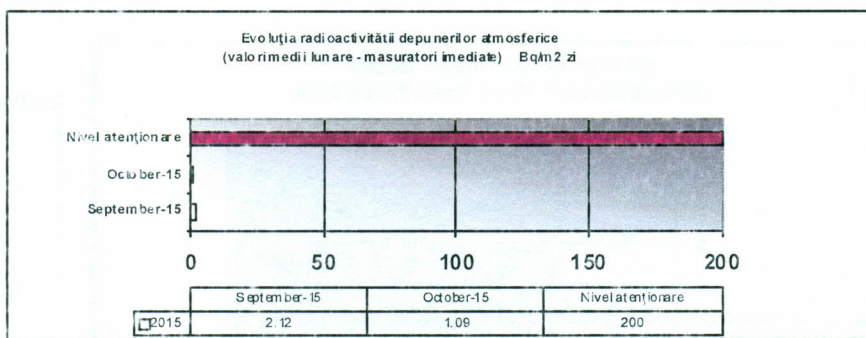 Evoluţia radioactivităţii depunerilor atmosferice
(valori medii lunare - masuratori imediate) Bq/m2 zi
Nivel atenţionare
October-15
September-15
0 50 100 150 200
September-15 October-15 Nivel atenţionare
2015 2.12 1.09 200